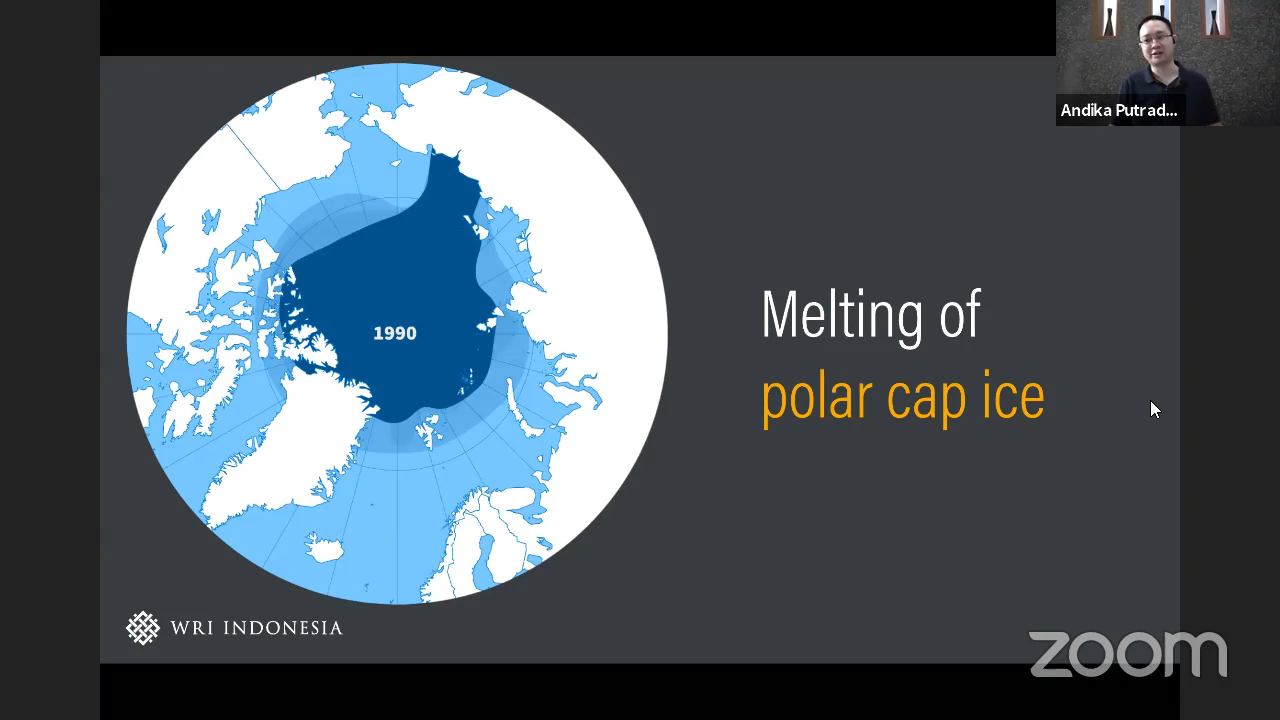 Andika Putrad...
1990
Melting of
polar cap ice
WRI INDONESIA
zoom